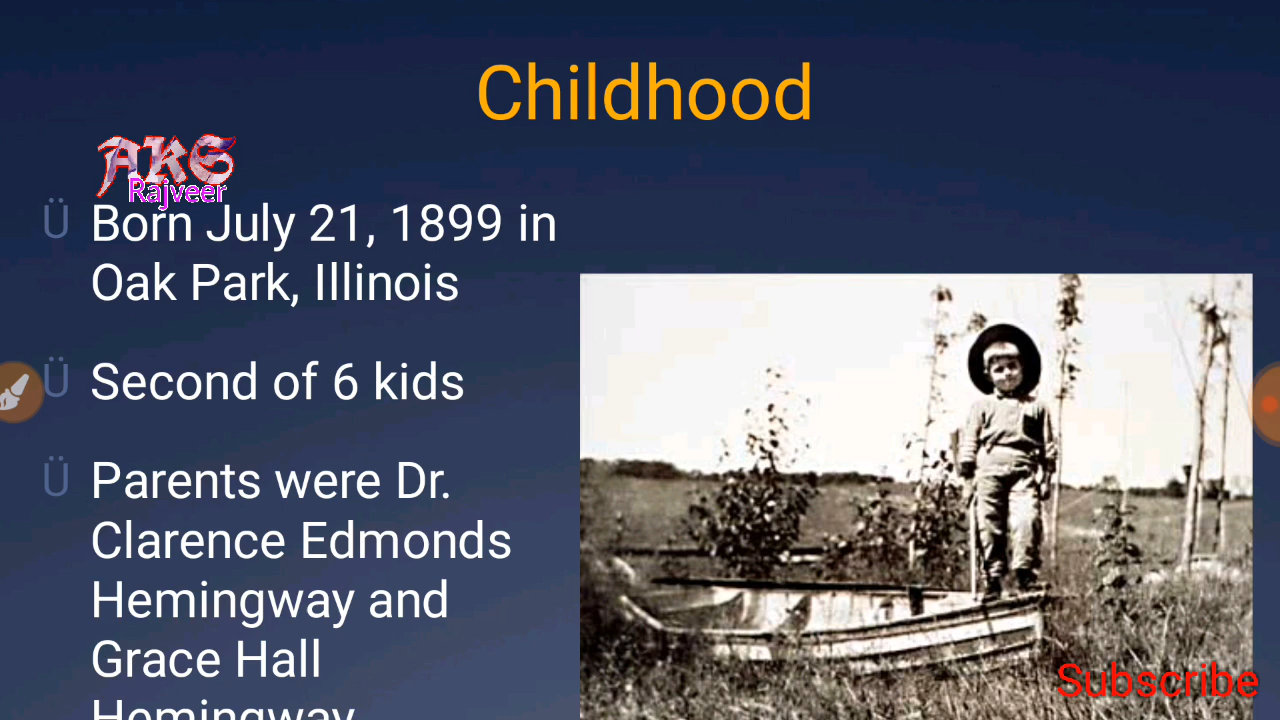 Childhood
AKS
Rajveer
Ü Born July 21, 1899 in
Oak Park, Illinois
Ü Second of 6 kids
Ü Parents were Dr.
Clarence Edmonds
Hemingway and
Grace Hall
Hemingway
Subscribe